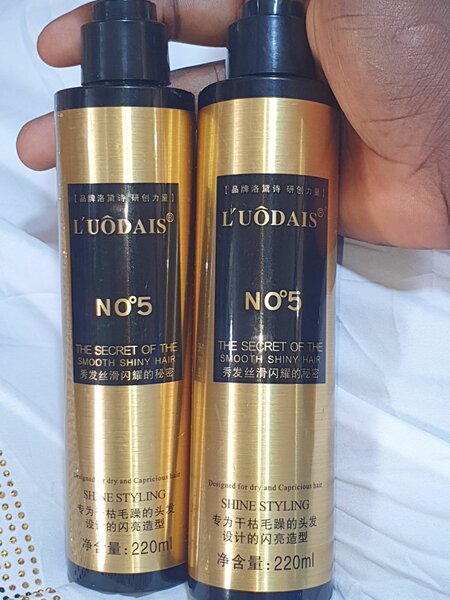 【品牌洛黛诗 研创力量】
L'UÔDAIS®
NO°5
THE SECRET OF THE
SMOOTH SHINY HAIR
秀发丝滑闪耀的秘密
Designed for dry and Capricious hair
SHINE STYLING
专为干枯毛躁的头发
设计的闪亮造型
净含量: 220ml
【品牌洛黛诗 研创力量】
L'UÔDAIS®
NO°5
THE SECRET OF THE
SMOOTH SHINY HAIR
秀发丝滑闪耀的秘密
Designed for dry and Capricious hair
SHINE STYLING
专为干枯毛躁的头发
设计的闪亮造型
净含量: 220ml